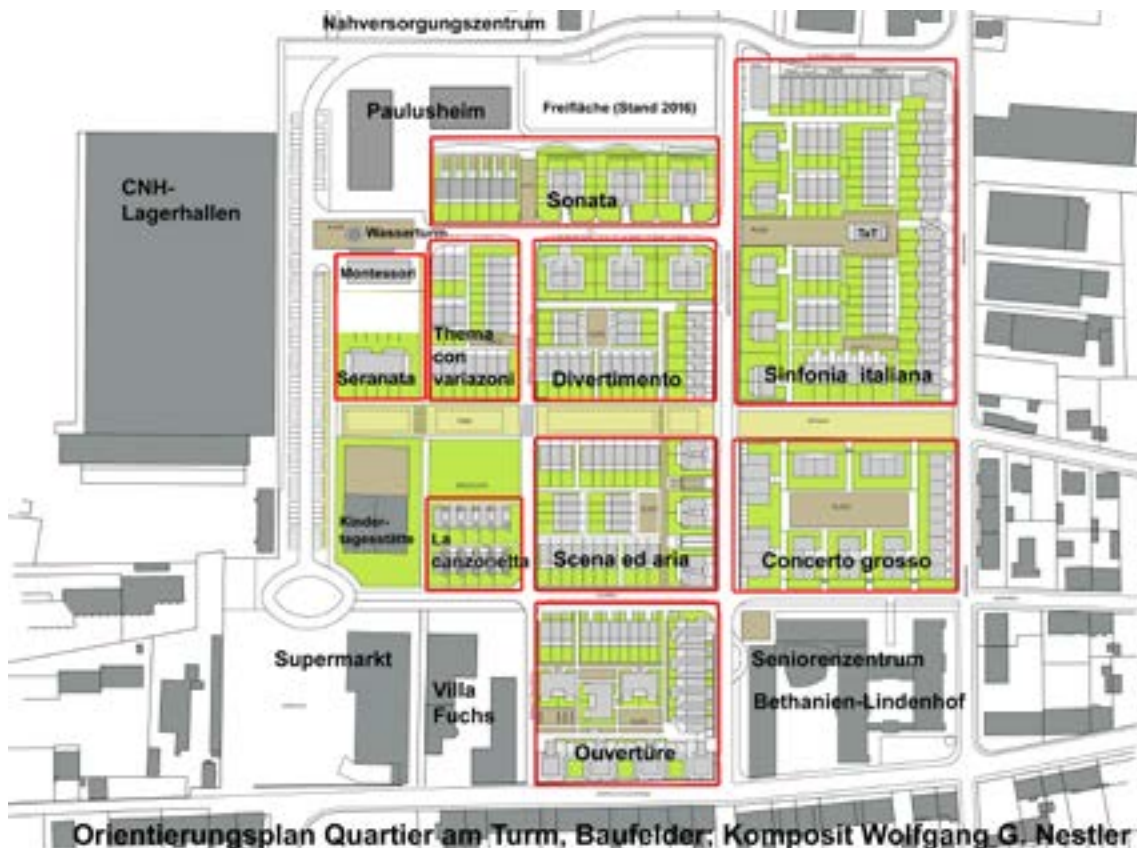 Nahversorgungszentrum
Paulusheim
Freifläche (Stand 2016)
CNH-
Lagerhallen
Sonata
Wasserturm
TaT
Montessori
Thema
con
variazoni
Seranata
Divertimento
Sinfonia italiana
Kinder-
tagesstätte
La
canzonetta
Scena ed aria
Concerto grosso
Supermarkt
Villa
Fuchs
Seniorenzentrum
Bethanien-Lindenhof
Ouvertüre
Orientierungsplan Quartier am Turm, Baufelder; Komposit Wolfgang G. Nestler